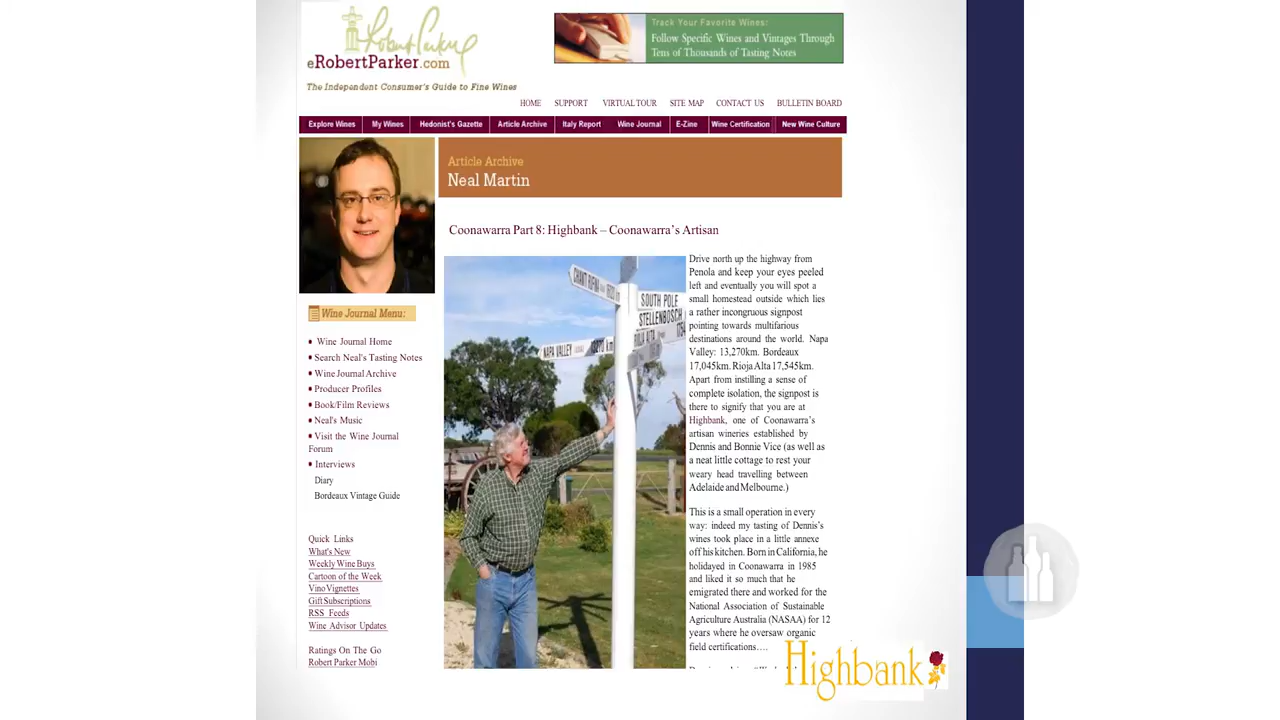 Track Your Favorite Wines:
Follow Specific Wines and Vintages Through
Tens of Thousands of Tasting Notes
eRobertParker.com
The Independent Consumer's Guide to Fine Wines
HOME SUPPORT VIRTUAL TOUR SITE MAP CONTACT US BULLETIN BOARD
Explore Wines My Wines Hedonist's Gazette Article Archive Italy Report Wine Journal E-Zine Wine Certification New Wine Culture
Article Archive
Neal Martin
Coonawarra Part 8: Highbank – Coonawarra's Artisan
Wine Journal Menu:
• Wine Journal Home
• Search Neal's Tasting Notes
• Wine Journal Archive
• Producer Profiles
• Book/Film Reviews
• Neal's Music
• Visit the Wine Journal
Forum
• Interviews
Diary
Bordeaux Vintage Guide
Quick Links
What's New
Weekly Wine Buys
Cartoon of the Week
Vino Vignettes
Gift Subscriptions
RSS Feeds
Wine Advisor Updates
Ratings On The Go
Robert Parker Mobi
SOUTH POLE
STELLENBOSCH
NAPA VALLEY
Drive north up the highway from
Penola and keep your eyes peeled
left and eventually you will spot a
small homestead outside which lies
a rather incongruous signpost
pointing towards multifarious
destinations around the world. Napa
Valley: 13,270km. Bordeaux
17,045km. Rioja Alta 17,545km.
Apart from instilling a sense of
complete isolation, the signpost is
there to signify that you are at
Highbank, one of Coonawarra's
artisan wineries established by
Dennis and Bonnie Vice (as well as
a neat little cottage to rest your
weary head travelling between
Adelaide and Melbourne.)
This is a small operation in every
way: indeed my tasting of Dennis's
wines took place in a little annexe
off his kitchen. Born in California, he
holidayed in Coonawarra in 1985
and liked it so much that he
emigrated there and worked for the
National Association of Sustainable
Agriculture Australia (NASAA) for 12
years where he oversaw organic
field certifications….
Highbank